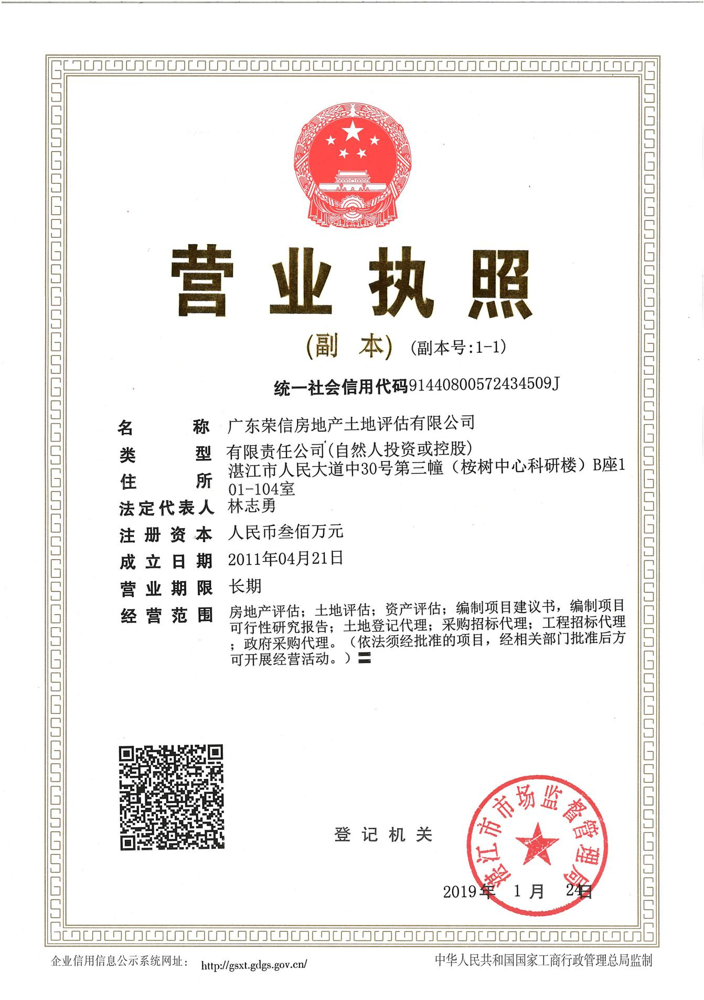 营业执照
(副 本) (副本号:1-1)
统一社会信用代码91440800572434509J
名 称 广东荣信房地产土地评估有限公司
类 型 有限责任公司(自然人投资或控股)
住 所 湛江市人民大道中30号第三幢（桉树中心科研楼）B座1
01-104室
法定代表人 林志勇
注册资本 人民币叁佰万元
成立日期 2011年04月21日
营业期限 长期
经营范围 房地产评估；土地评估；资产评估；编制项目建议书，编制项目
可行性研究报告；土地登记代理；采购招标代理；工程招标代理
；政府采购代理。（依法须经批准的项目，经相关部门批准后方
可开展经营活动。）〓
登记机关
湛江市市场监督管理局
2019年 1月 24日
企业信用信息公示系统网址： http://gsxt.gdgs.gov.cn/
中华人民共和国国家工商行政管理总局监制